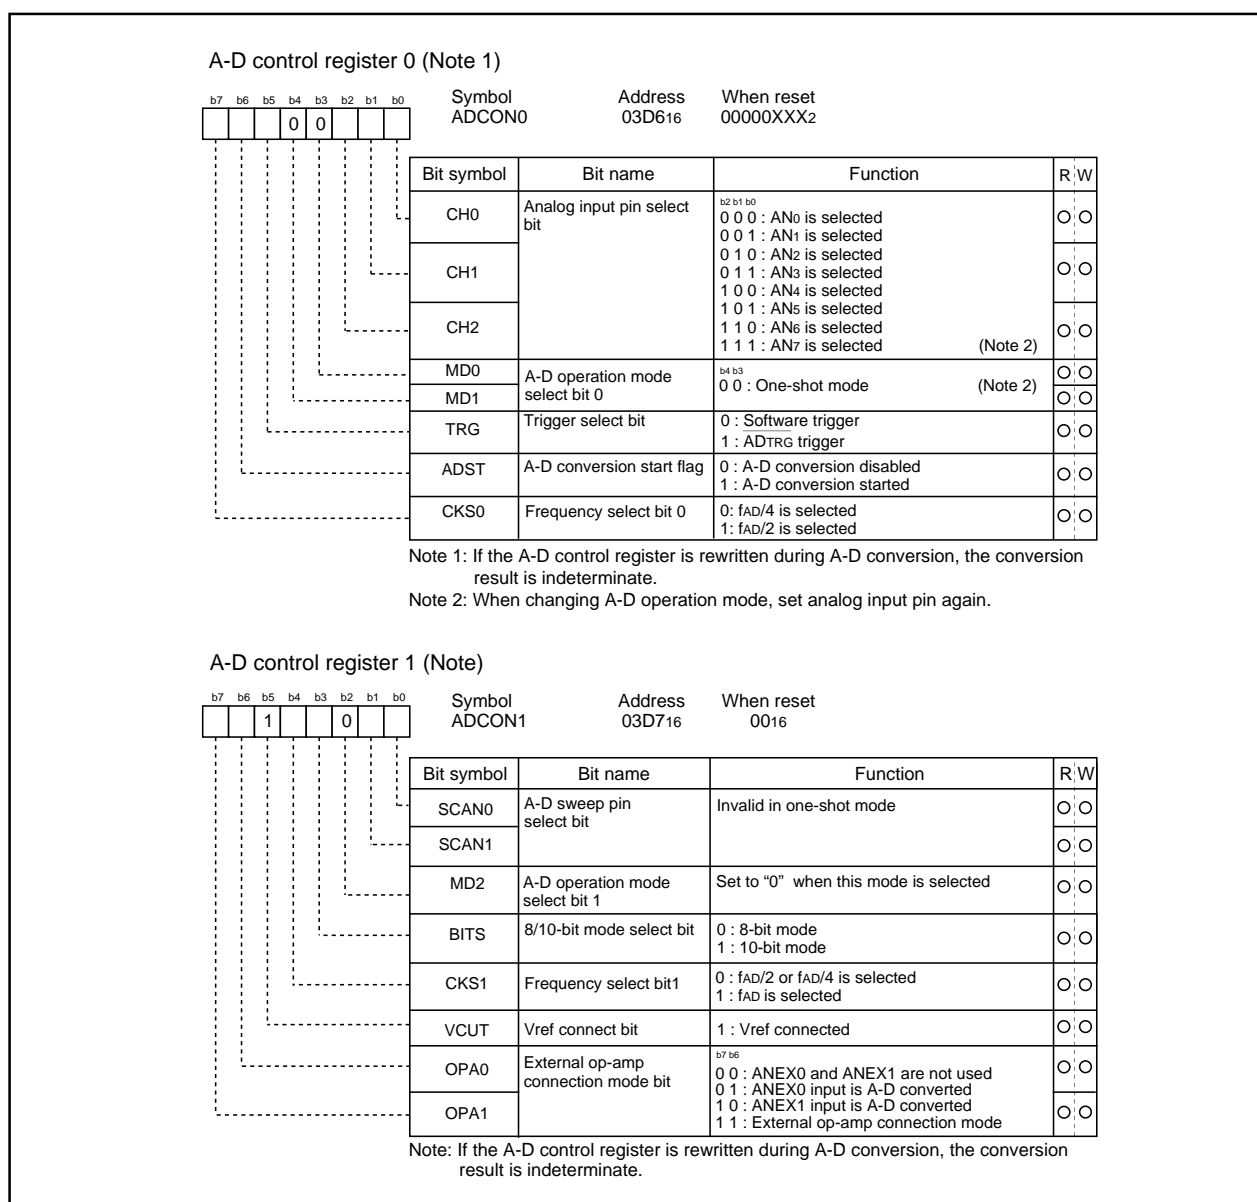 A-D control register 0 (Note 1)
b7 b6 b5 b4 b3 b2 b1 b0
0 0
Symbol Address When reset
ADCON0 03D616 00000XXX2
Bit symbol Bit name Function R W
CH0 Analog input pin select
bit
b2 b1 b0
0 0 0 : AN0 is selected
0 0 1 : AN1 is selected
0 1 0 : AN2 is selected
CH1 0 1 1 : AN3 is selected
1 0 0 : AN4 is selected
1 0 1 : AN5 is selected
CH2 1 1 0 : AN6 is selected
1 1 1 : AN7 is selected (Note 2)
MD0 A-D operation mode
select bit 0
b4 b3
0 0 : One-shot mode (Note 2)
MD1
TRG Trigger select bit 0 : Software trigger
1 : ADTRG trigger
ADST A-D conversion start flag 0 : A-D conversion disabled
1 : A-D conversion started
CKS0 Frequency select bit 0 0: fAD/4 is selected
1: fAD/2 is selected
Note 1: If the A-D control register is rewritten during A-D conversion, the conversion
result is indeterminate.
Note 2: When changing A-D operation mode, set analog input pin again.
A-D control register 1 (Note)
b7 b6 b5 b4 b3 b2 b1 b0
1 0
Symbol Address When reset
ADCON1 03D716 0016
Bit symbol Bit name Function R W
SCAN0 A-D sweep pin
select bit
Invalid in one-shot mode
SCAN1
MD2 A-D operation mode
select bit 1
Set to “0” when this mode is selected
BITS 8/10-bit mode select bit 0 : 8-bit mode
1 : 10-bit mode
CKS1 Frequency select bit1 0 : fAD/2 or fAD/4 is selected
1 : fAD is selected
VCUT Vref connect bit 1 : Vref connected
OPA0 External op-amp
connection mode bit
b7 b6
0 0 : ANEX0 and ANEX1 are not used
0 1 : ANEX0 input is A-D converted
1 0 : ANEX1 input is A-D converted
OPA1 1 1 : External op-amp connection mode
Note: If the A-D control register is rewritten during A-D conversion, the conversion
result is indeterminate.